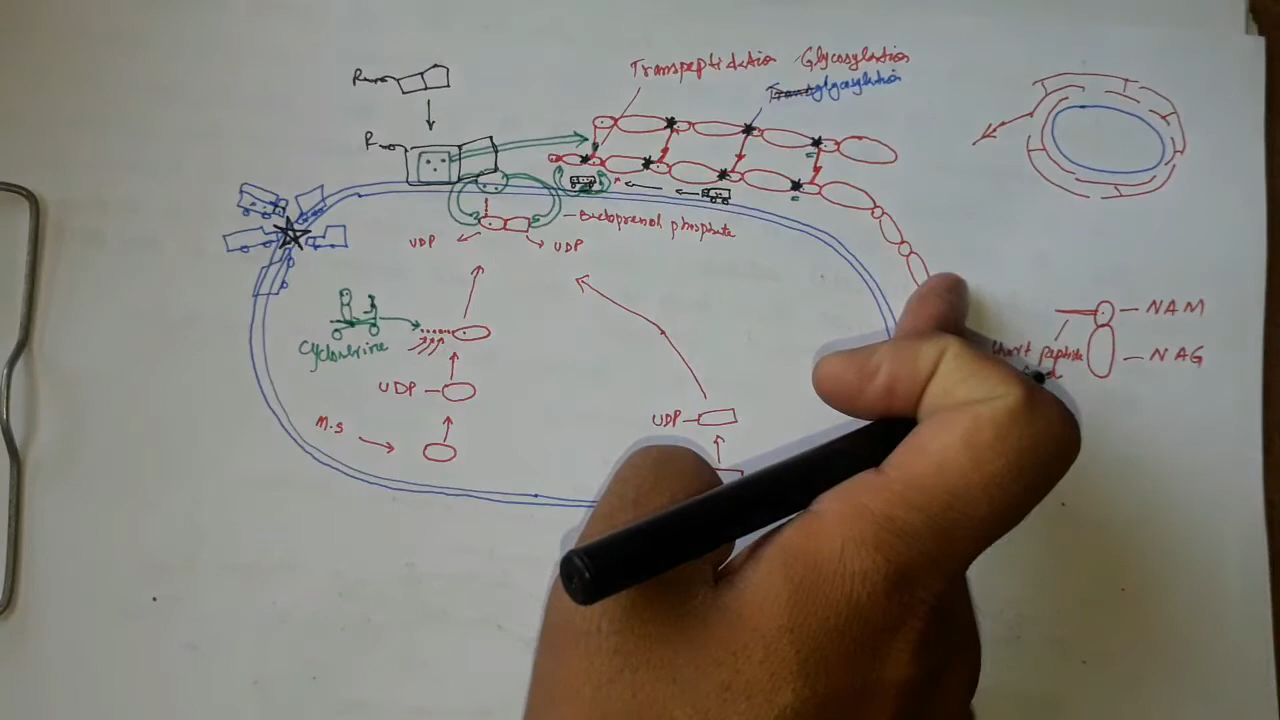 Transpeptidation Glycosylation
Transglycosylation
R
R
Bactoprenol phosphate
UDP
UDP
Cycloserine
UDP
M.S
UDP
NAM
NAG
Short peptide